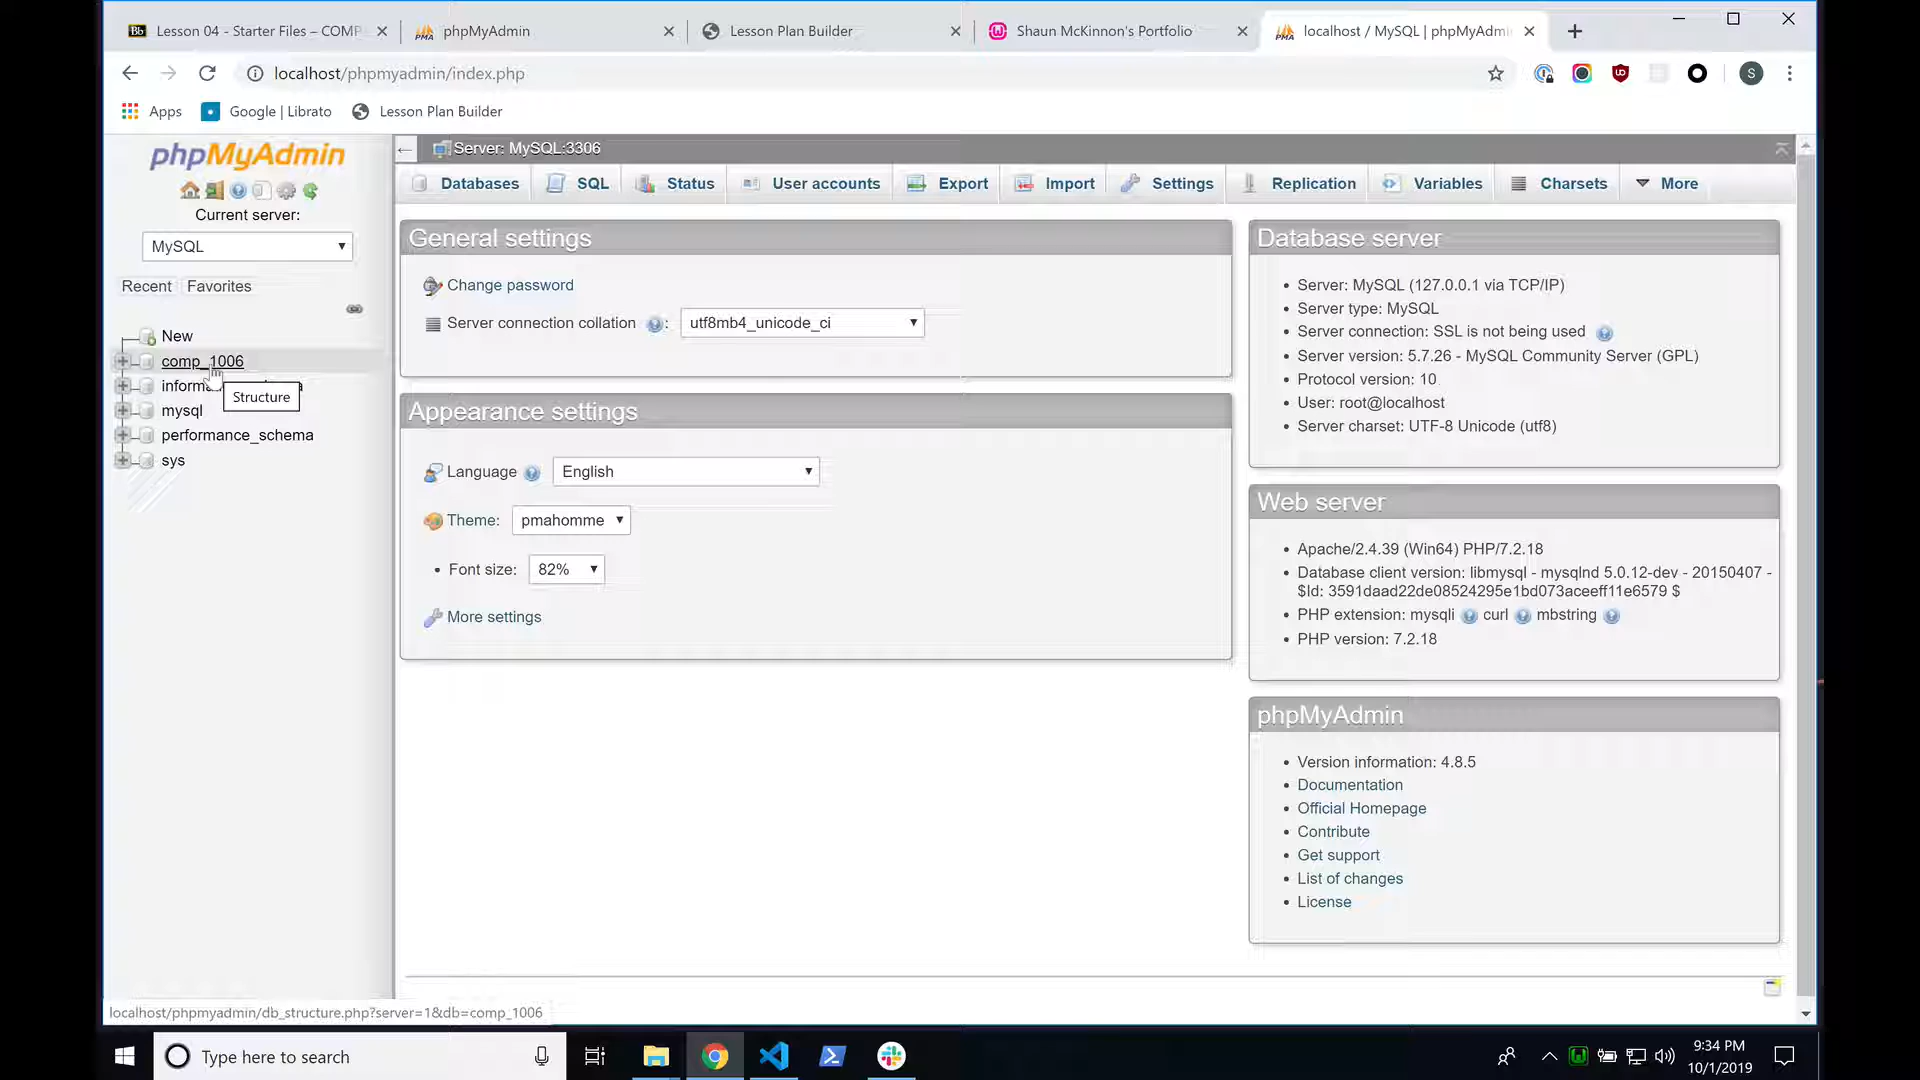 Lesson 04 - Starter Files – COMP
phpMyAdmin
Lesson Plan Builder
Shaun McKinnon's Portfolio
localhost / MySQL | phpMyAdmi
localhost/phpmyadmin/index.php
S
Apps
Google | Librato
Lesson Plan Builder
phpMyAdmin
Current server:
MySQL
Recent
Favorites
New
comp_1006
Structure
mysql
performance_schema
sys
Server: MySQL:3306
Databases
SQL
Status
User accounts
Export
Import
Settings
Replication
Variables
Charsets
More
General settings
Change password
Server connection collation :
utf8mb4_unicode_ci
Appearance settings
Language
English
Theme:
pmahomme
• Font size:
82%
More settings
Database server
• Server: MySQL (127.0.0.1 via TCP/IP)
• Server type: MySQL
• Server connection: SSL is not being used
• Server version: 5.7.26 - MySQL Community Server (GPL)
• Protocol version: 10
• User: root@localhost
• Server charset: UTF-8 Unicode (utf8)
Web server
• Apache/2.4.39 (Win64) PHP/7.2.18
• Database client version: libmysql - mysqlnd 5.0.12-dev - 20150407 -
$Id: 3591daad22de08524295e1bd073aceeff11e6579 $
• PHP extension: mysqli curl mbstring
• PHP version: 7.2.18
phpMyAdmin
• Version information: 4.8.5
• Documentation
• Official Homepage
• Contribute
• Get support
• List of changes
• License
localhost/phpmyadmin/db_structure.php?server=1&db=comp_1006
Type here to search
9:34 PM
10/1/2019